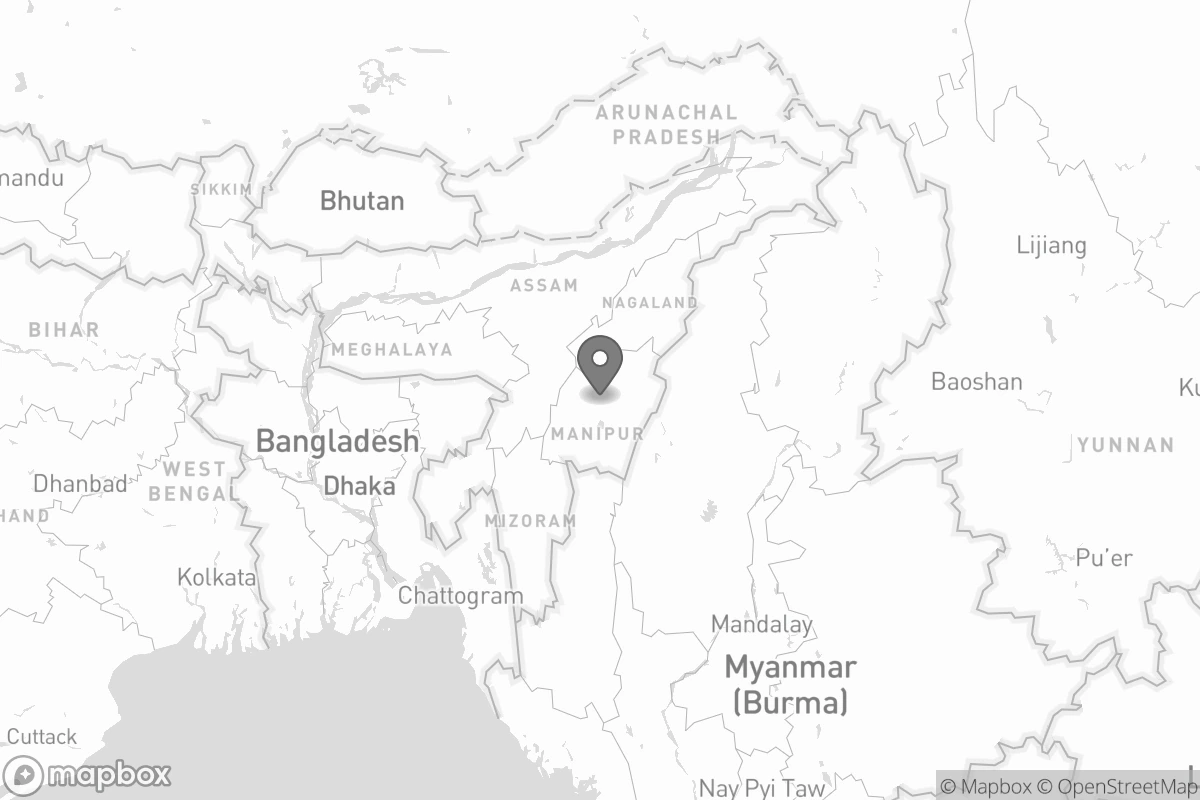 ARUNACHAL
PRADESH
mandu
SIKKIM
Bhutan
Lijiang
ASSAM
NAGALAND
BIHAR
MEGHALAYA
Baoshan
Ku
MANIPUR
Bangladesh
YUNNAN
WEST
BENGAL
Dhanbad
Dhaka
HAND
MIZORAM
Pu’er
Kolkata
Chattogram
Mandalay
Myanmar
(Burma)
Cuttack
mapbox
Nay Pyi Taw
© Mapbox © OpenStreetMap